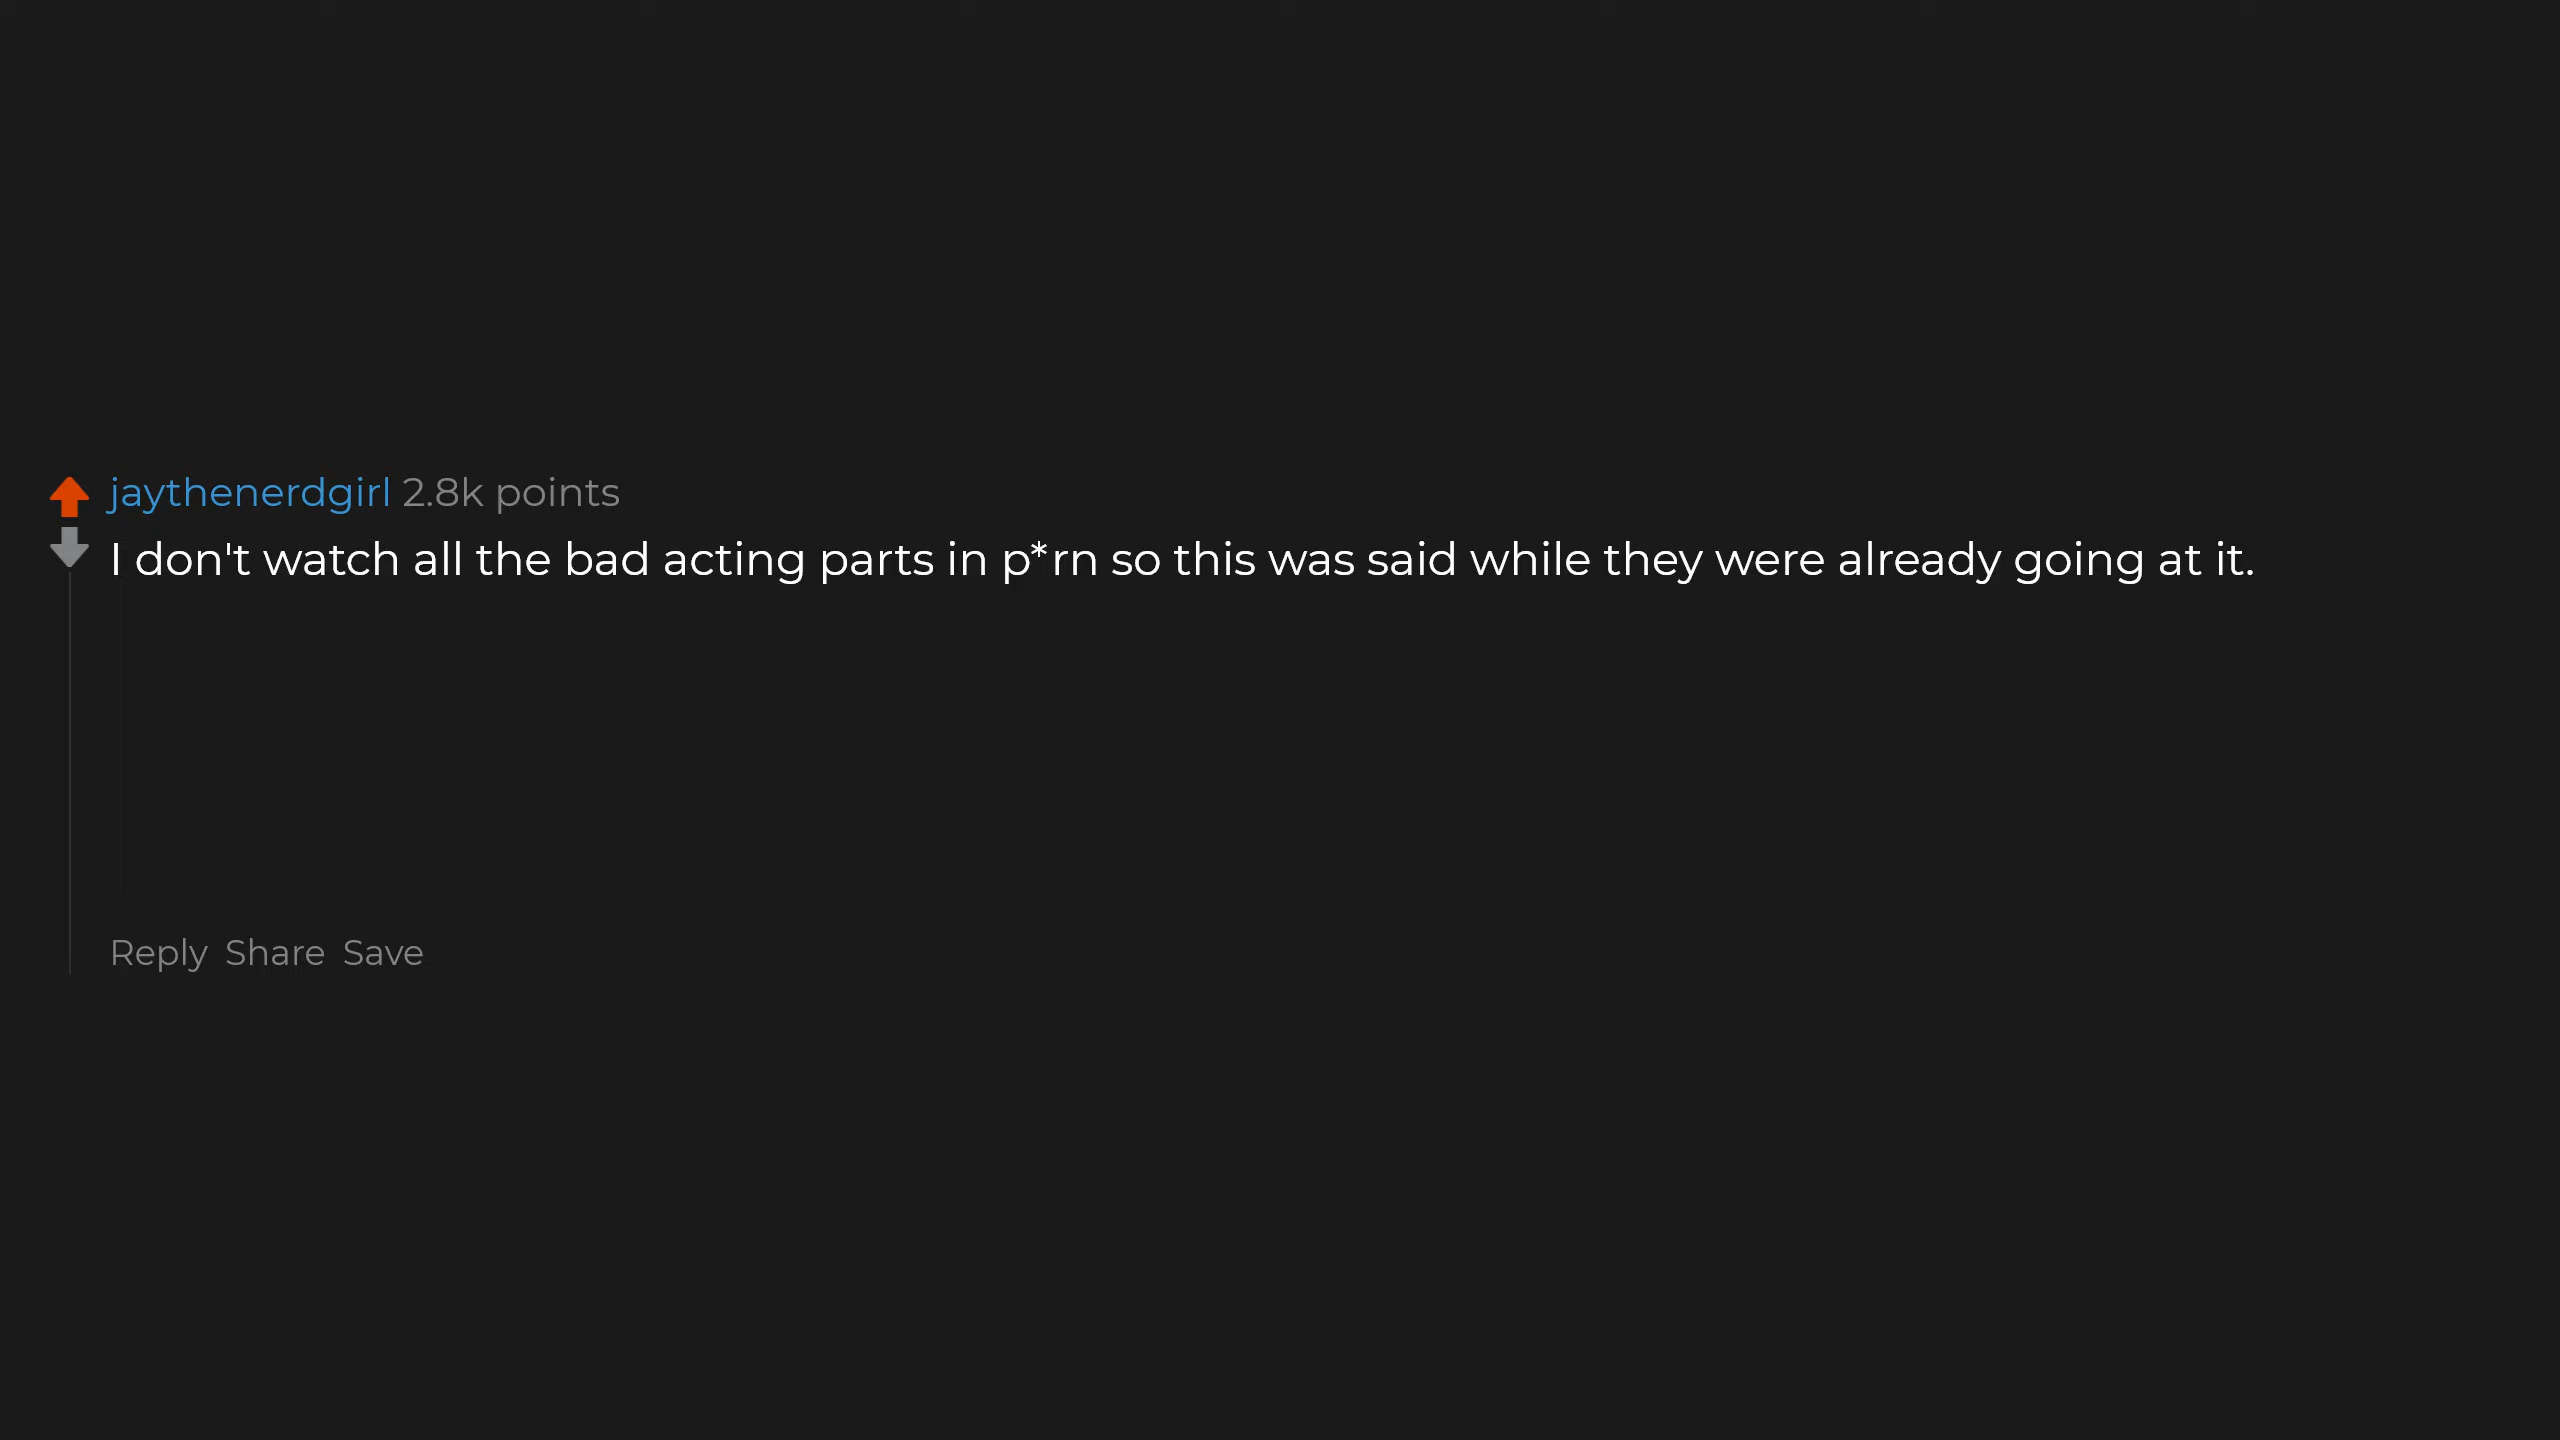 jaythenerdgirl 2.8k points
I don't watch all the bad acting parts in p*rn so this was said while they were already going at it.
Reply Share Save